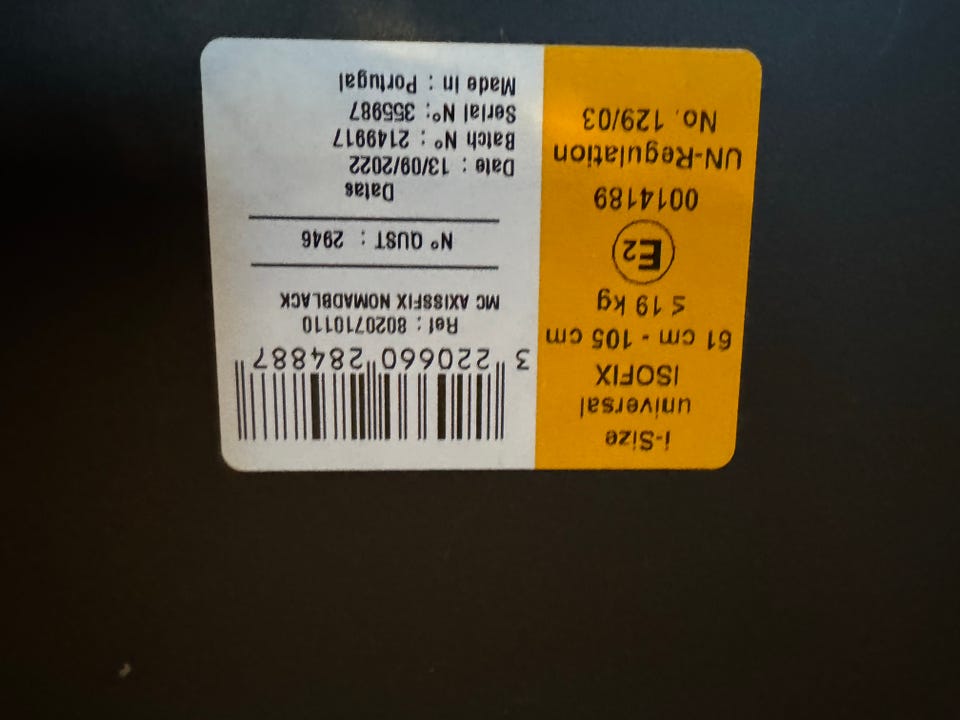 i-Size
universal
ISOFIX
61 cm - 105 cm
≤ 19 kg
E2
0014189
UN-Regulation
No. 129/03
3 220660 284887
Ref : 8020710110
MC AXISSFIX NOMADBLACK
N° QUST : 2946
Datas
Date : 13/09/2022
Batch N° : 2149917
Serial N°: 355987
Made in : Portugal